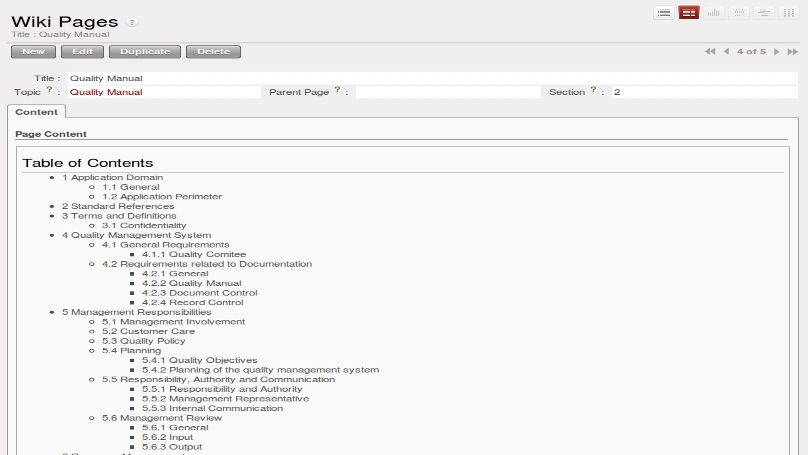 Wiki Pages ?
Title : Quality Manual
New Edit Duplicate Delete
4 of 5
Title : Quality Manual
Topic ? : Quality Manual Parent Page ? : Section ? : 2
Content
Page Content
Table of Contents
1 Application Domain
1.1 General
1.2 Application Perimeter
2 Standard References
3 Terms and Definitions
3.1 Confidentiality
4 Quality Management System
4.1 General Requirements
4.1.1 Quality Comitee
4.2 Requirements related to Documentation
4.2.1 General
4.2.2 Quality Manual
4.2.3 Document Control
4.2.4 Record Control
5 Management Responsibilities
5.1 Management Involvement
5.2 Customer Care
5.3 Quality Policy
5.4 Planning
5.4.1 Quality Objectives
5.4.2 Planning of the quality management system
5.5 Responsibility, Authority and Communication
5.5.1 Responsibility and Authority
5.5.2 Management Representative
5.5.3 Internal Communication
5.6 Management Review
5.6.1 General
5.6.2 Input
5.6.3 Output